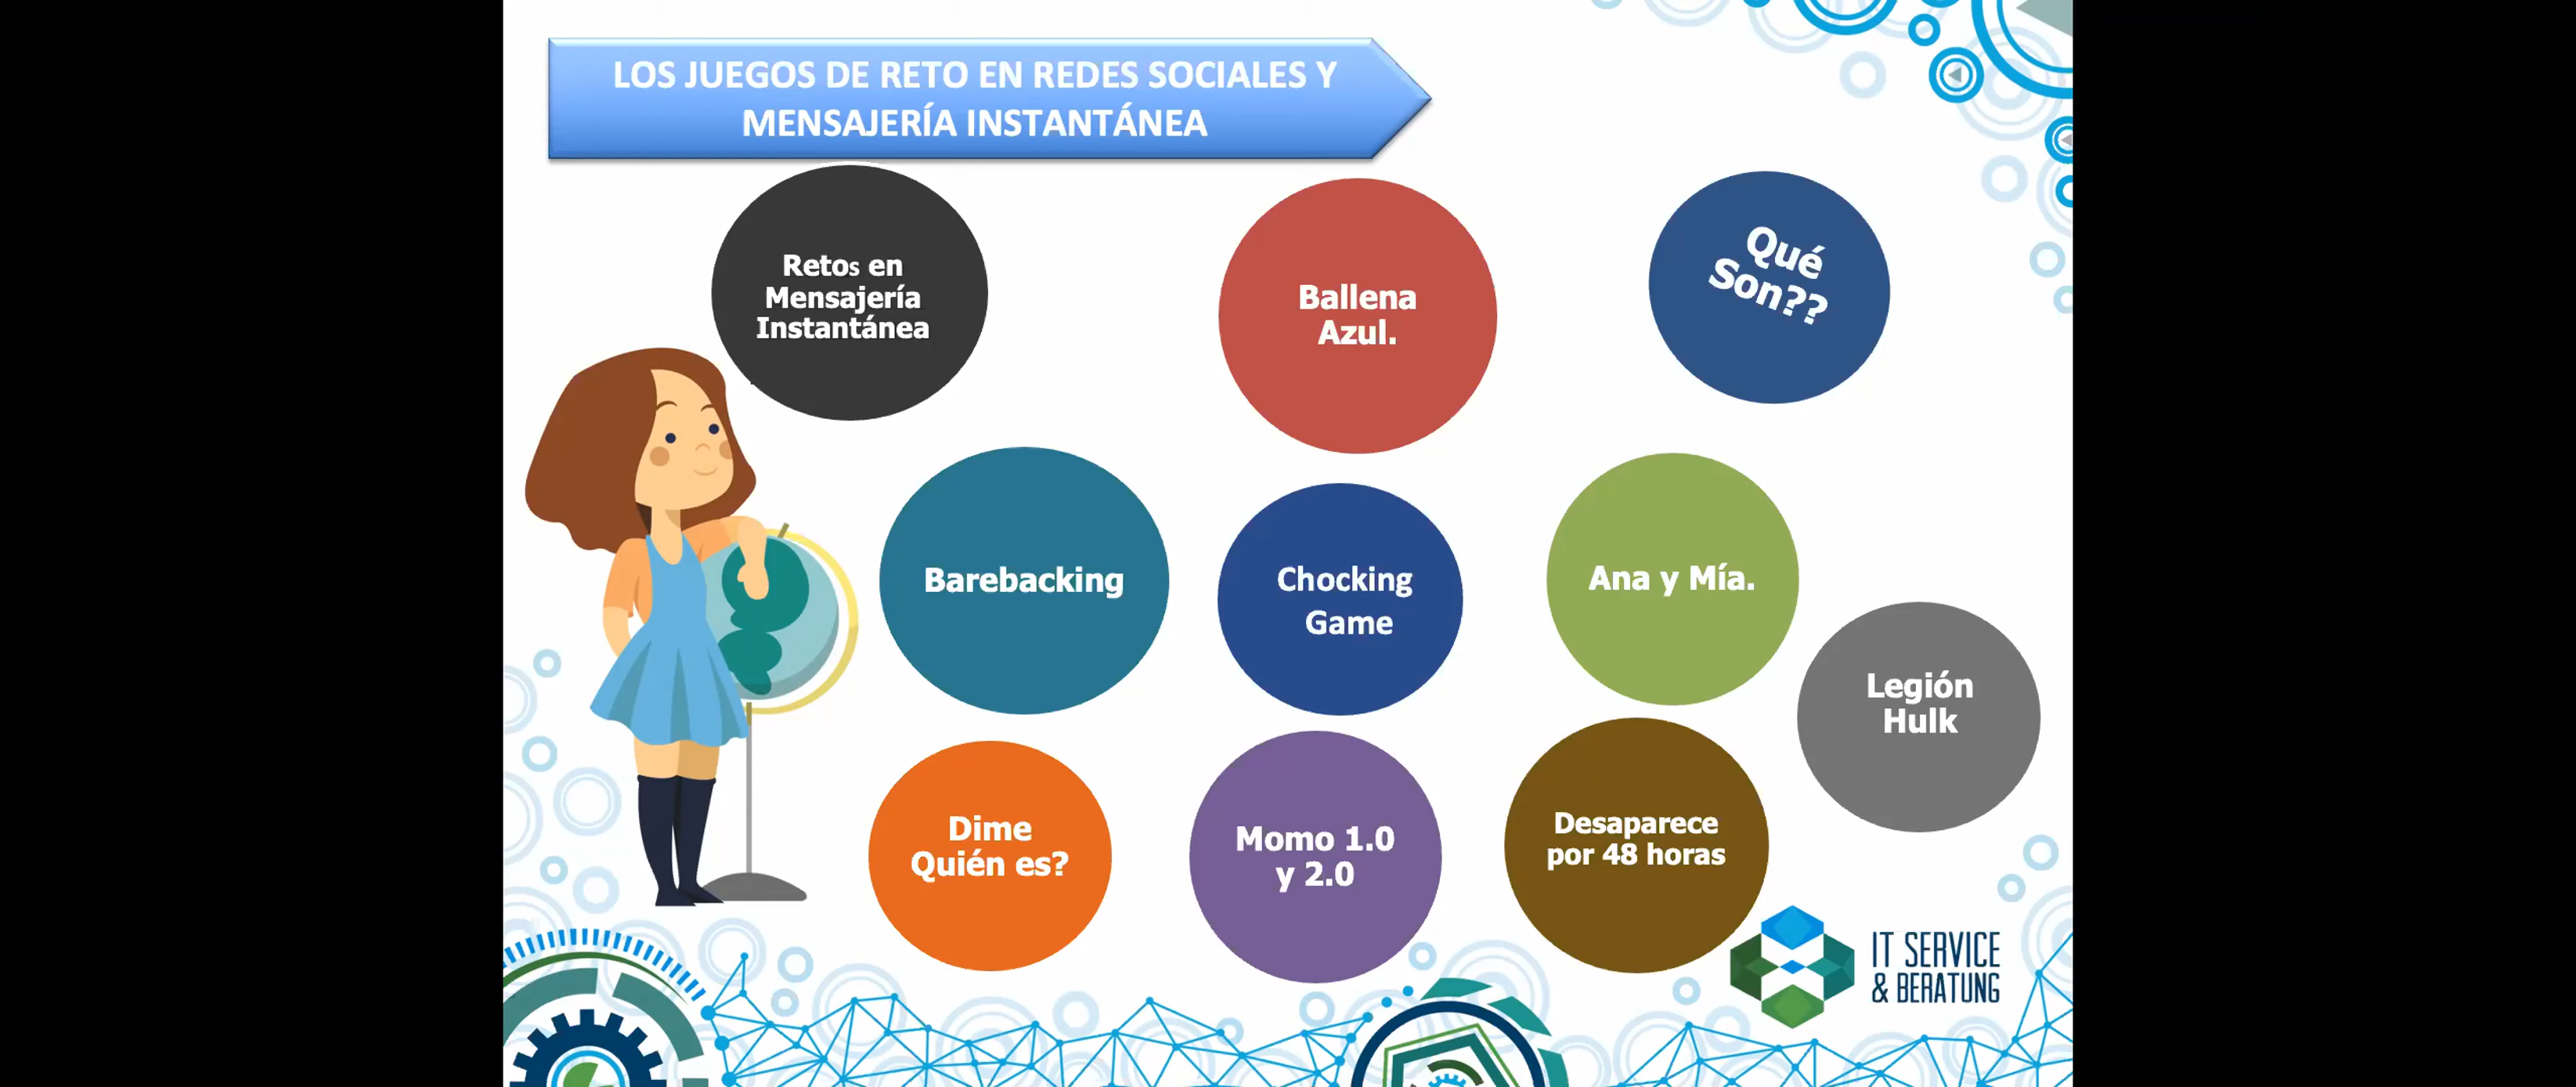 LOS JUEGOS DE RETO EN REDES SOCIALES Y
MENSAJERÍA INSTANTÁNEA
Retos en
Mensajería
Instantánea
Ballena
Azul.
Qué
Son??
Barebacking
Chocking
Game
Ana y Mía.
Legión
Hulk
Dime
Quién es?
Momo 1.0
y 2.0
Desaparece
por 48 horas
IT SERVICE
& BERATUNG